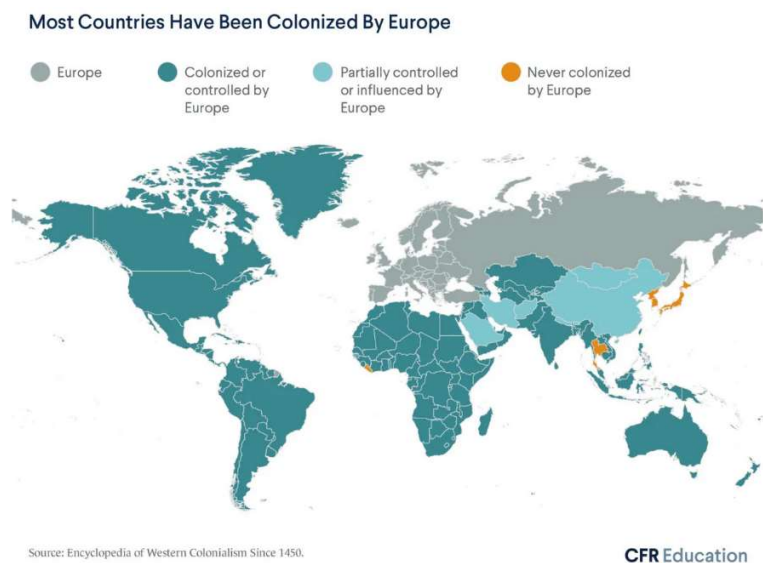 Most Countries Have Been Colonized By Europe
Europe
Colonized or
controlled by
Europe
Partially controlled
or influenced by
Europe
Never colonized
by Europe
Source: Encyclopedia of Western Colonialism Since 1450.
CFR Education